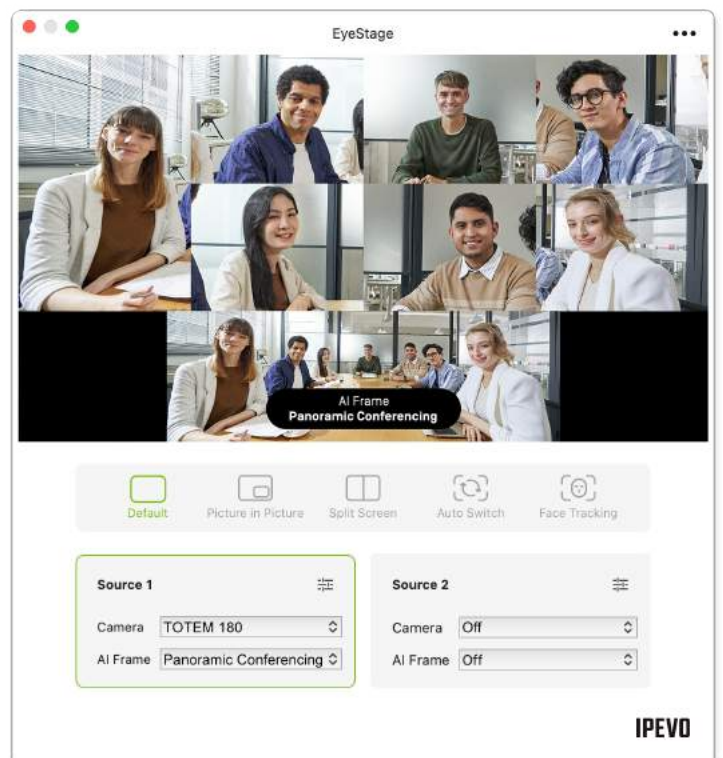 EyeStage
AI Frame
Panoramic Conferencing
Default
Picture in Picture
Split Screen
Auto Switch
Face Tracking
Source 1
Camera
TOTEM 180
AI Frame
Panoramic Conferencing
Source 2
Camera
Off
AI Frame
Off
IPEVO